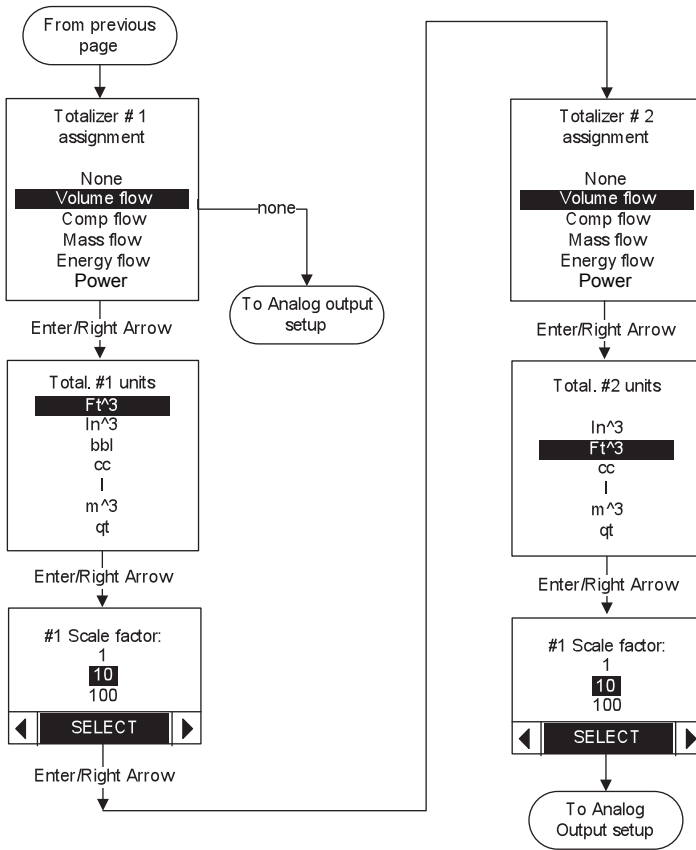 From previous
page
Totalizer # 1
assignment
None
Volume flow
Comp flow
Mass flow
Energy flow
Power
none
To Analog output
setup
Enter/Right Arrow
Total. #1 units
Ft^3
In^3
bbl
cc
l
m^3
qt
Enter/Right Arrow
#1 Scale factor:
1
10
100
SELECT
Enter/Right Arrow
Totalizer # 2
assignment
None
Volume flow
Comp flow
Mass flow
Energy flow
Power
Enter/Right Arrow
Total. #2 units
In^3
Ft^3
cc
l
m^3
qt
Enter/Right Arrow
#1 Scale factor:
1
10
100
SELECT
To Analog
Output setup